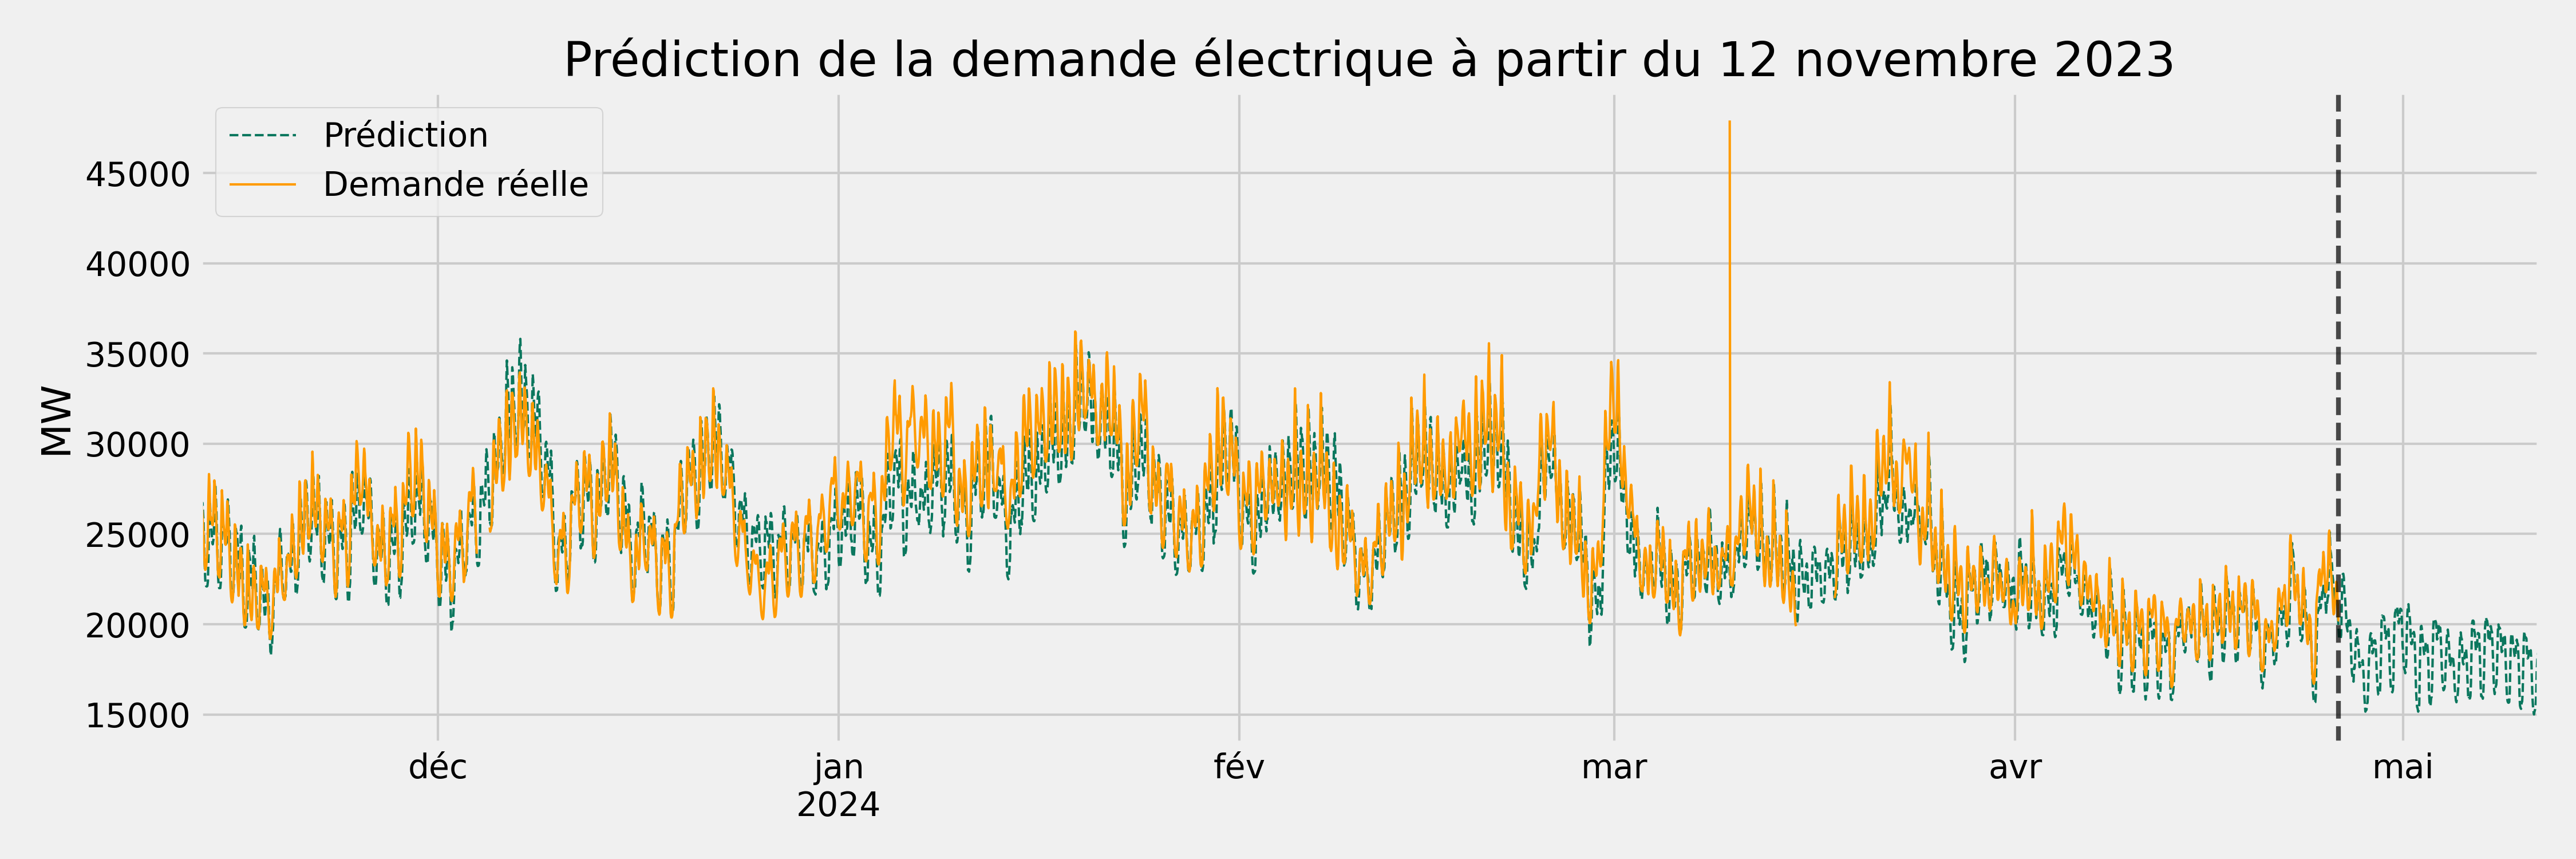 Prédiction de la demande électrique à partir du 12 novembre 2023
Prédiction
Demande réelle
MW
45000
40000
35000
30000
25000
20000
15000
déc
jan
2024
fév
mar
avr
mai